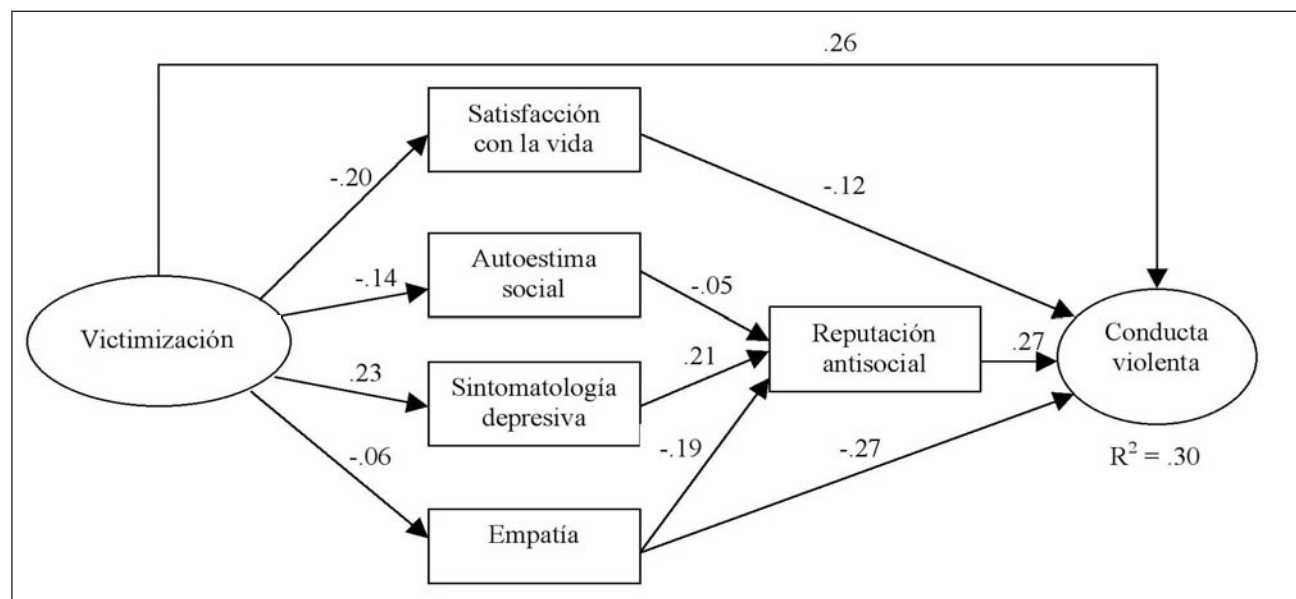 .26
Satisfacción
con la vida
-.20
-.12
Autoestima
social
-.14
-.05
Victimización
Reputación
antisocial
.27
Conducta
violenta
.23
Sintomatología
depresiva
.21
-.06
-.19
-.27
R² = .30
Empatía